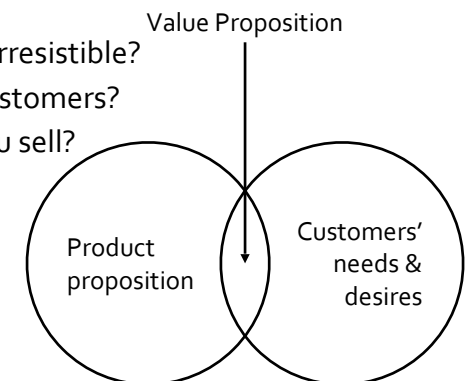 Value Proposition
rresistible?
stomers?
u sell?
Product
proposition
Customers’
needs &
desires